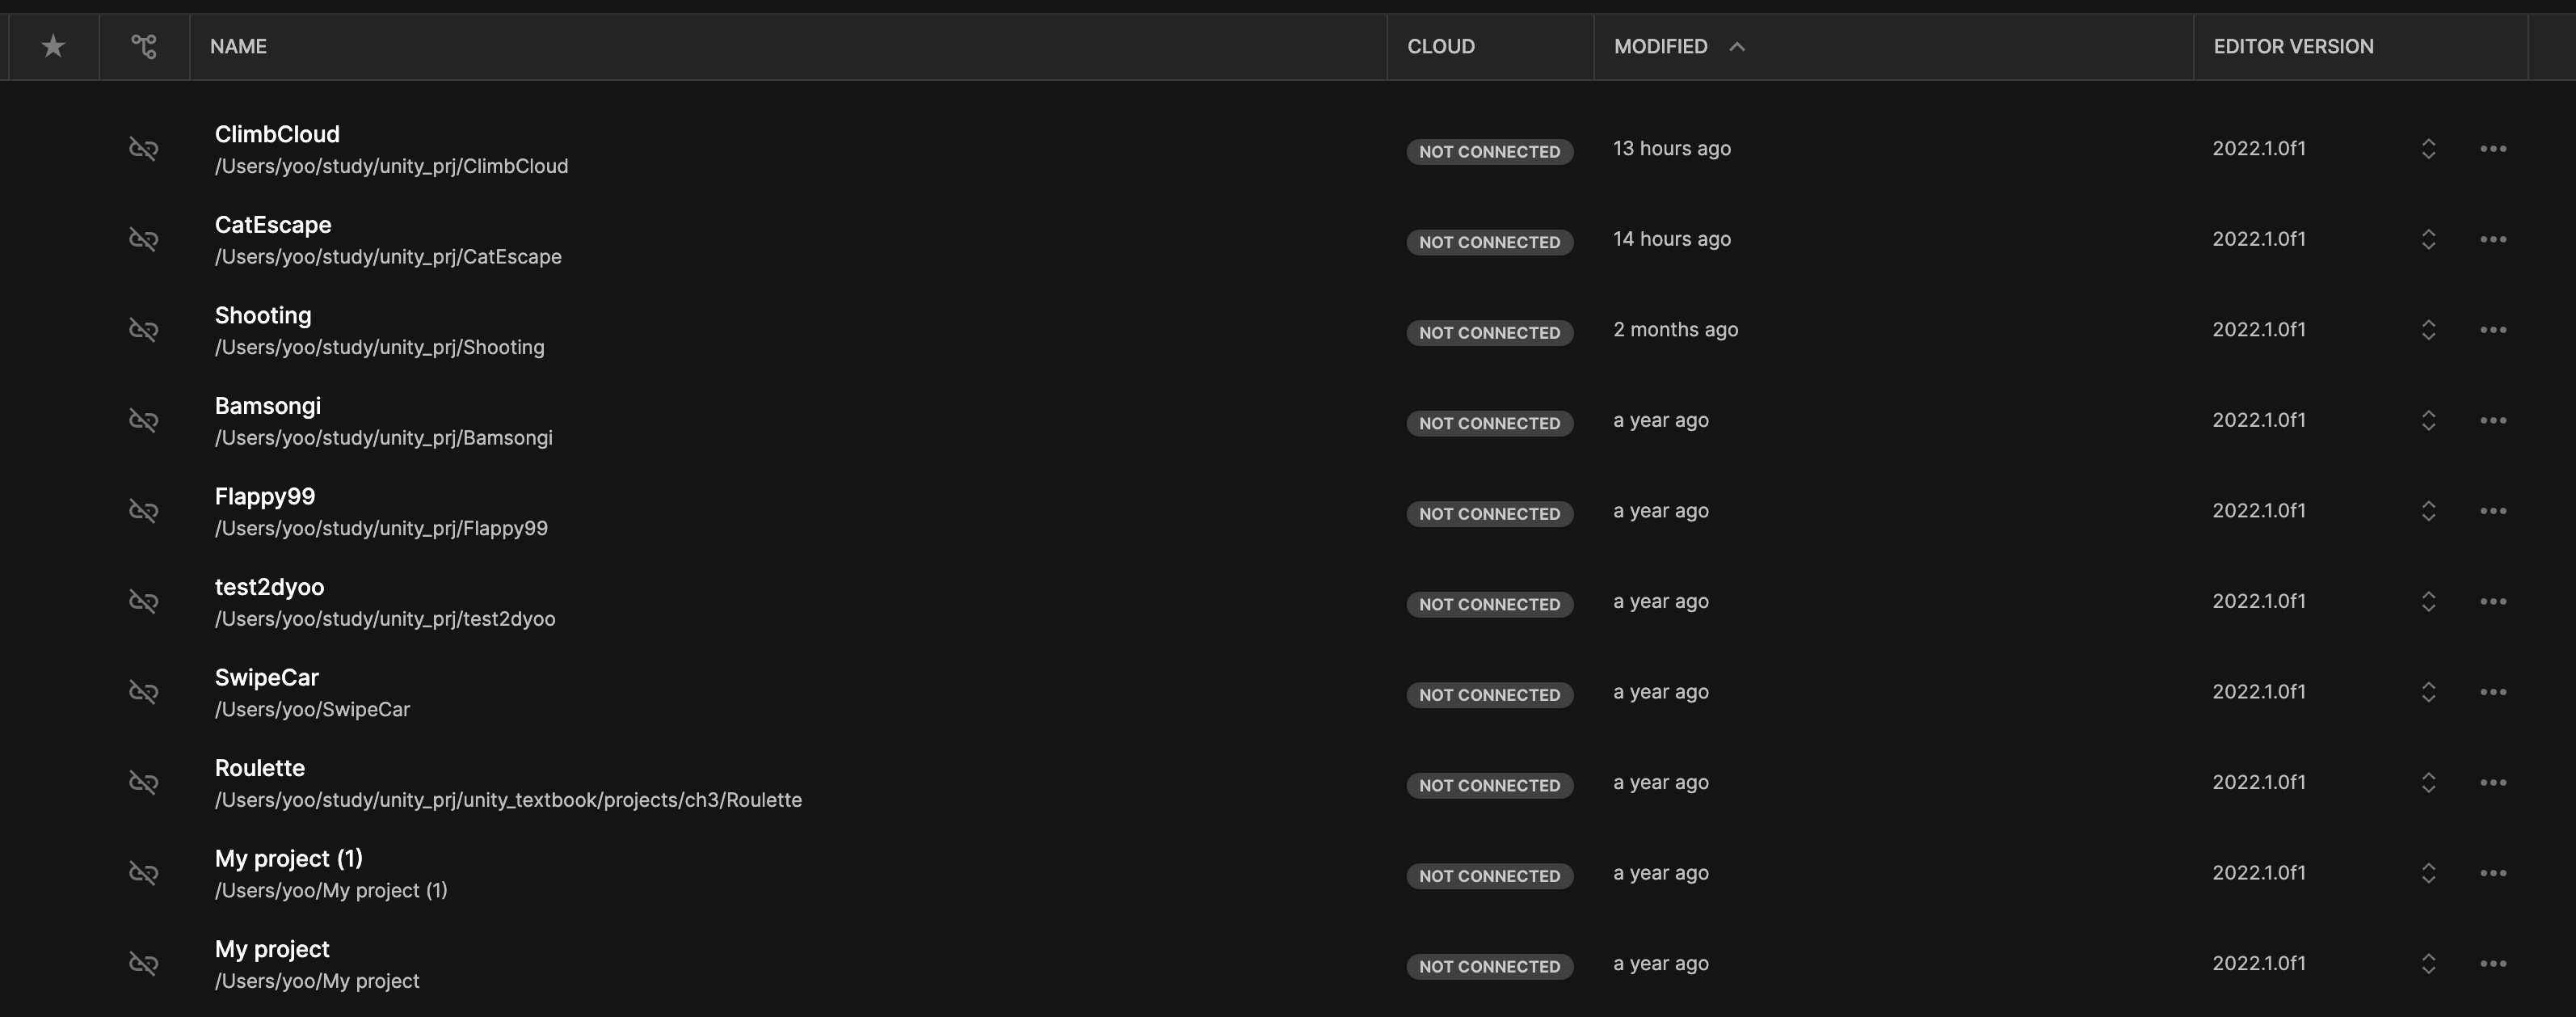 NAME CLOUD MODIFIED EDITOR VERSION
ClimbCloud
/Users/yoo/study/unity_prj/ClimbCloud
NOT CONNECTED 13 hours ago 2022.1.0f1
CatEscape
/Users/yoo/study/unity_prj/CatEscape
NOT CONNECTED 14 hours ago 2022.1.0f1
Shooting
/Users/yoo/study/unity_prj/Shooting
NOT CONNECTED 2 months ago 2022.1.0f1
Bamsongi
/Users/yoo/study/unity_prj/Bamsongi
NOT CONNECTED a year ago 2022.1.0f1
Flappy99
/Users/yoo/study/unity_prj/Flappy99
NOT CONNECTED a year ago 2022.1.0f1
test2dyoo
/Users/yoo/study/unity_prj/test2dyoo
NOT CONNECTED a year ago 2022.1.0f1
SwipeCar
/Users/yoo/SwipeCar
NOT CONNECTED a year ago 2022.1.0f1
Roulette
/Users/yoo/study/unity_prj/unity_textbook/projects/ch3/Roulette
NOT CONNECTED a year ago 2022.1.0f1
My project (1)
/Users/yoo/My project (1)
NOT CONNECTED a year ago 2022.1.0f1
My project
/Users/yoo/My project
NOT CONNECTED a year ago 2022.1.0f1